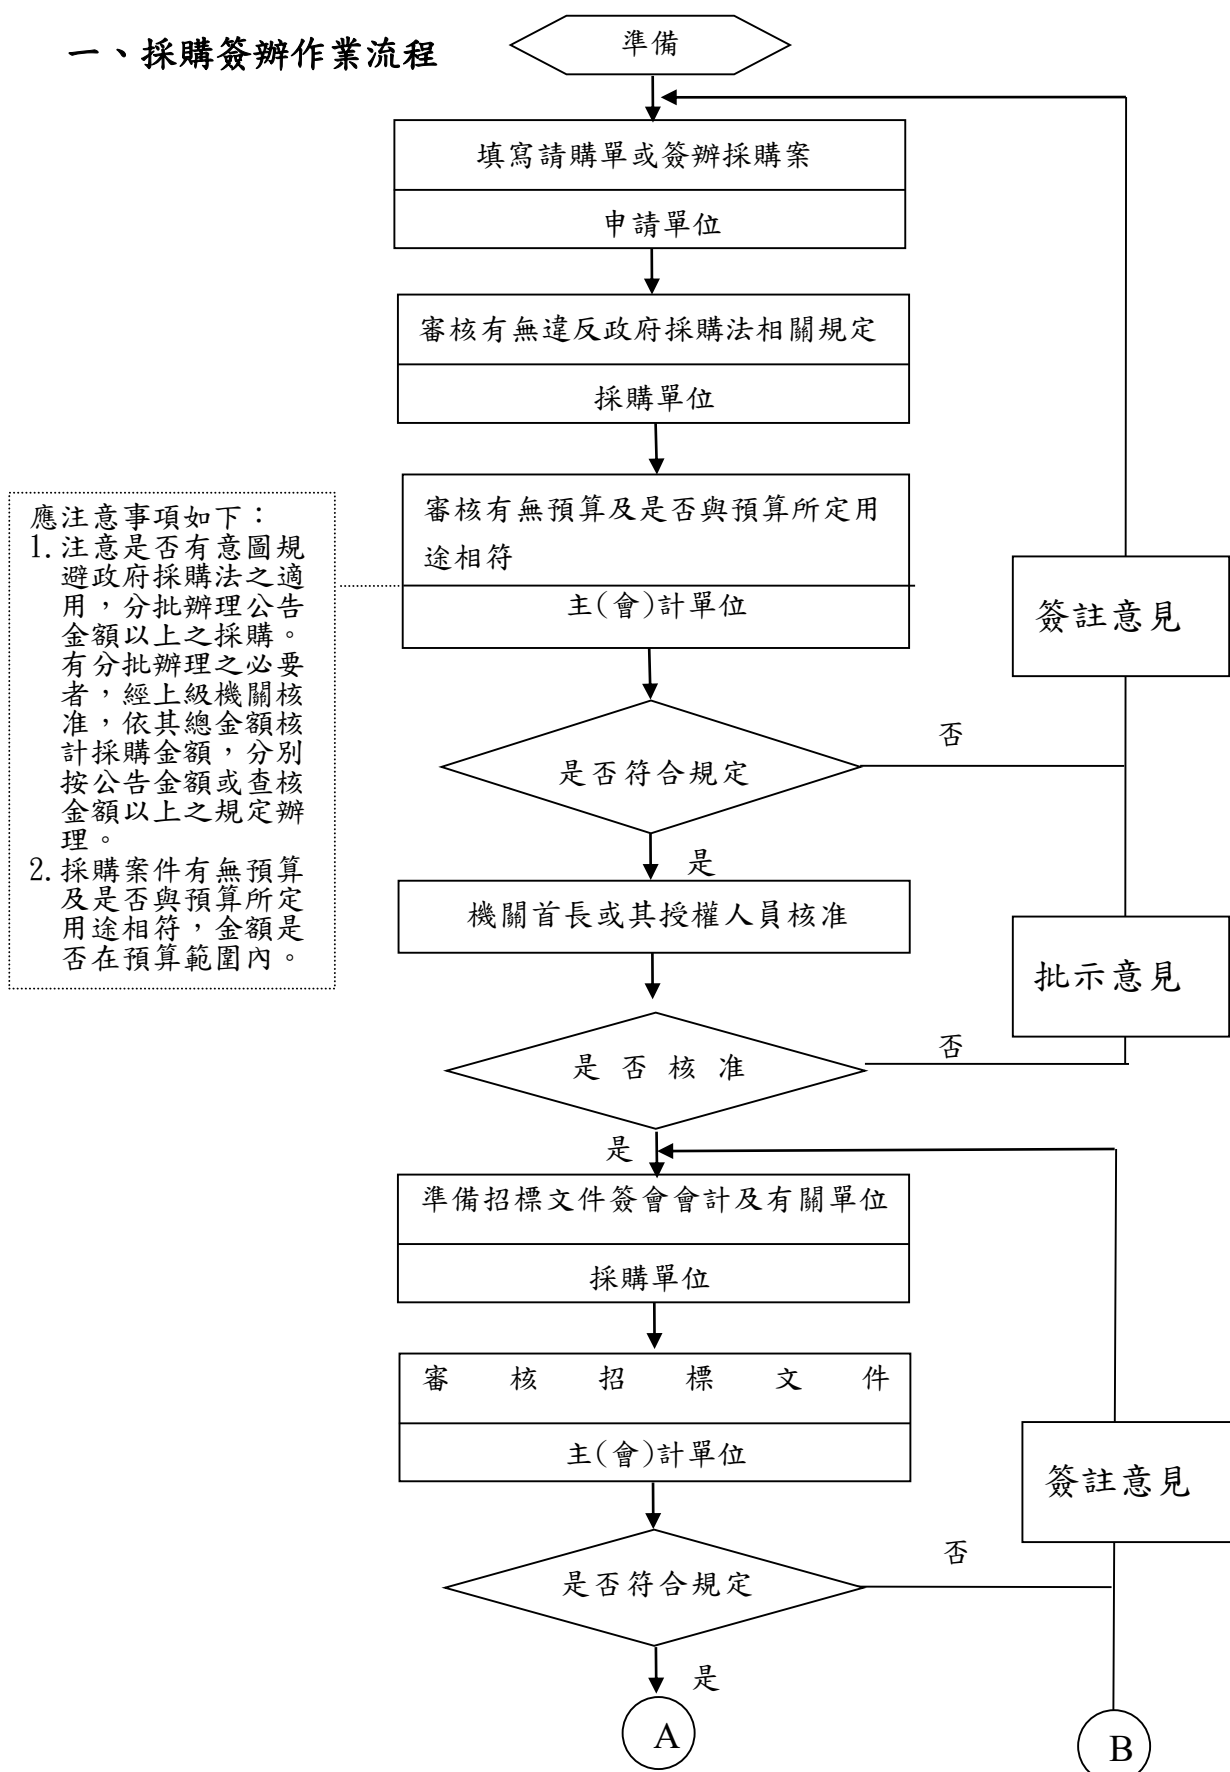 一、採購簽辦作業流程
準備
填寫請購單或簽辦採購案
申請單位
審核有無違反政府採購法相關規定
採購單位
審核有無預算及是否與預算所定用
途相符
主(會)計單位
應注意事項如下：
1.注意是否有意圖規
避政府採購法之適
用，分批辦理公告
金額以上之採購。
有分批辦理之必要
者，經上級機關核
准，依其總金額核
計採購金額，分別
按公告金額或查核
金額以上之規定辦
理。
2.採購案件有無預算
及是否與預算所定
用途相符，金額是
否在預算範圍內。
簽註意見
是否符合規定
否
是
機關首長或其授權人員核准
批示意見
是否核准
否
是
準備招標文件簽會會計及有關單位
採購單位
審核招標文件
主(會)計單位
簽註意見
是否符合規定
否
是
A
B